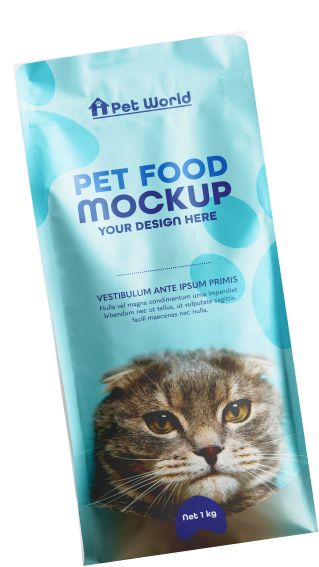 Pet World
PET FOOD
MOCKUP
YOUR DESIGN HERE
VESTIBULUM ANTE IPSUM PRIMIS
Nulla vel magna condimentum urna imperdiet
bibendum nec ut tellus, ut vulputate sagittis
facili maecenas nec nulla.
Net 1 kg